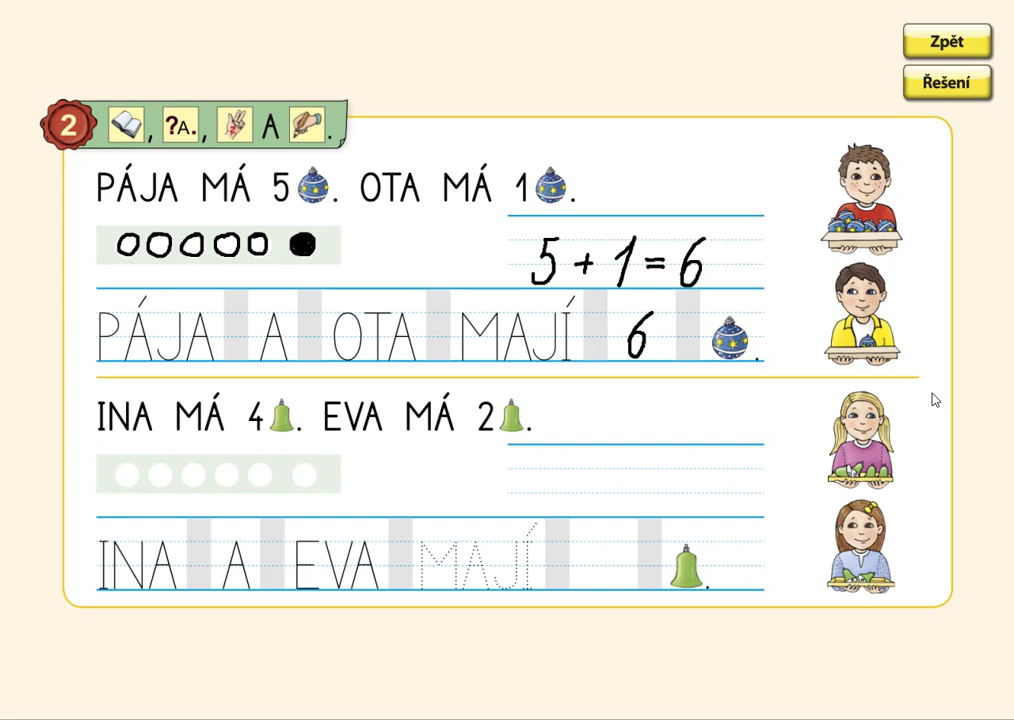 Zpět
Řešení
2 ?A. , , A .
PÁJA MÁ 5 . OTA MÁ 1 .
5 + 1 = 6
PÁJA A OTA MAJÍ 6 .
INA MÁ 4 . EVA MÁ 2 .
INA A EVA MAJÍ .